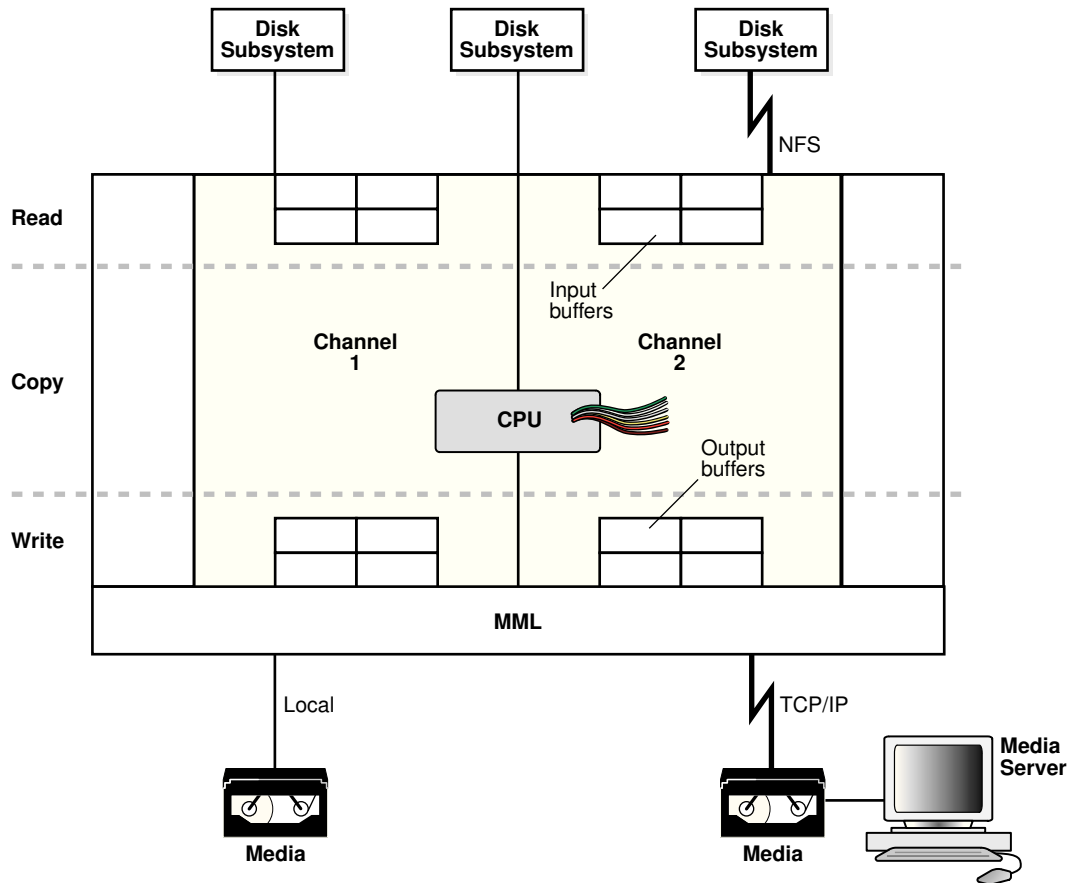 Disk
Subsystem
Disk
Subsystem
Disk
Subsystem
NFS
Read
Input
buffers
Channel
1
Channel
2
Copy
CPU
Output
buffers
Write
MML
Local
TCP/IP
Media
Server
Media
Media